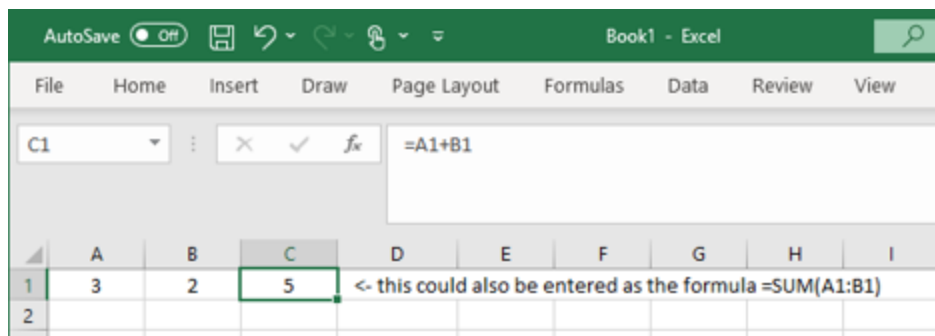 AutoSave Off Book1 - Excel
File Home Insert Draw Page Layout Formulas Data Review View
C1 fx =A1+B1
A B C D E F G H I
1 3 2 5 <- this could also be entered as the formula =SUM(A1:B1)
2